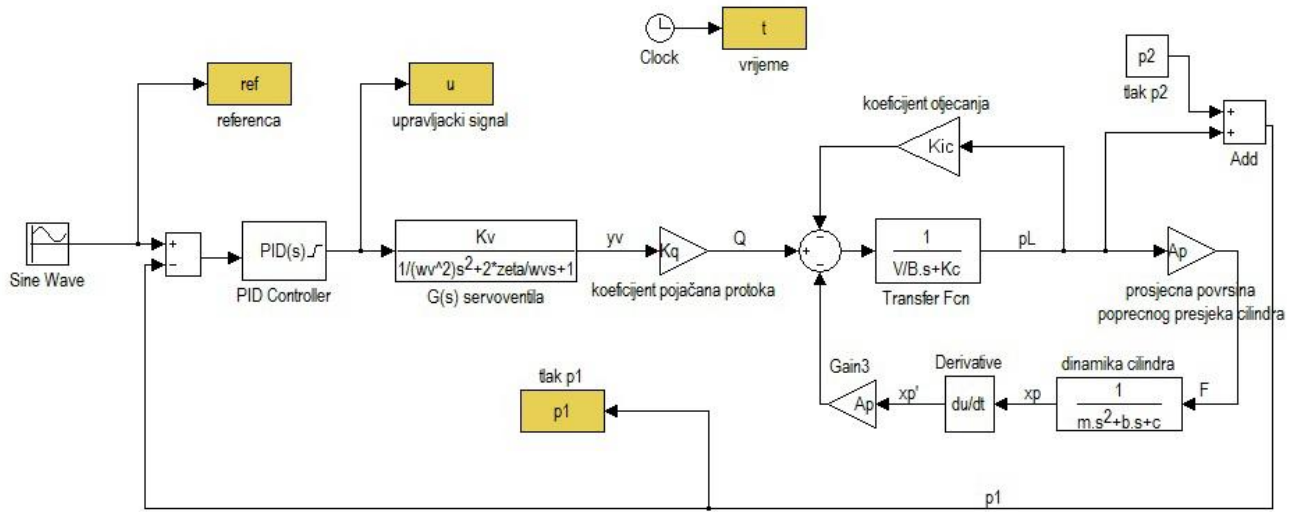 t
Clock
vrijeme
ref
referenca
u
upravljacki signal
p2
tlak p2
koeficijent otjecanja
Kic
+
+
Add
Sine Wave
+
−
PID(s)
PID Controller
Kv
1/(wv^2)s2+2*zeta/wvs+1
G(s) servoventila
yv
Kq
koeficijent pojačana protoka
Q
+
−
−
1
V/B.s+Kc
Transfer Fcn
pL
Ap
prosjecna povrsina
poprecnog presjeka cilindra
Gain3
Ap
xp'
Derivative
du/dt
xp
dinamika cilindra
1
m.s2+b.s+c
F
tlak p1
p1
p1